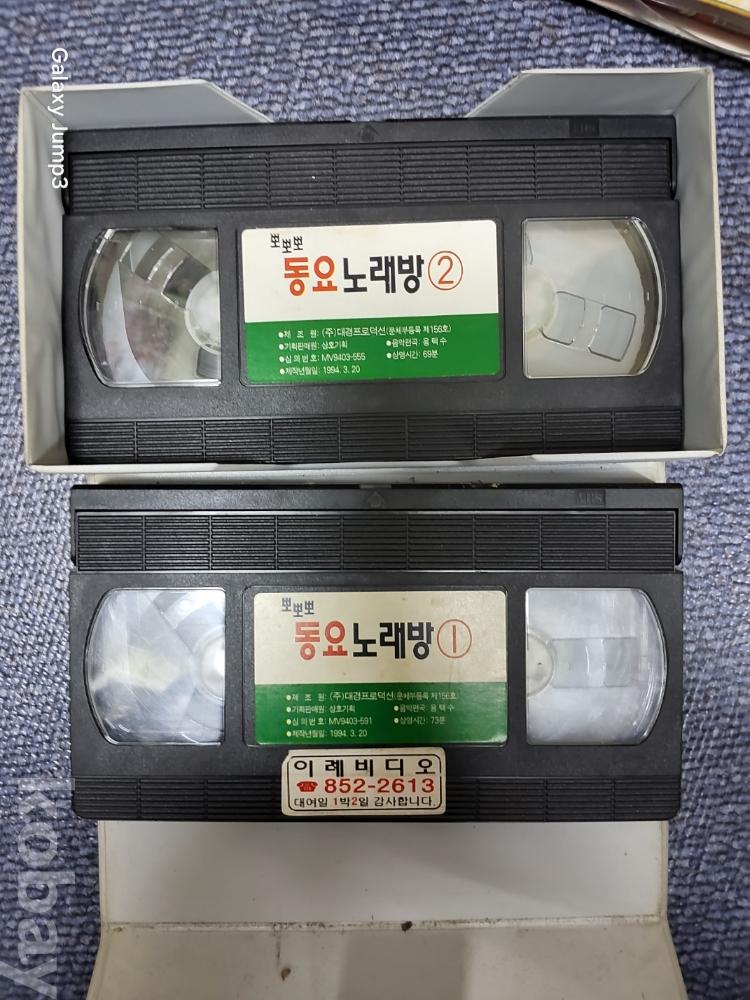 Galaxy Jump3
VHS
뽀뽀뽀
동요 노래방 ②
●제 조 원: (주)대경프로덕션(문체부등록 제156호)
●기획판매원: 상호기획 ●음악편곡: 용 택 수
●심 의 번 호: MV9403-555 ●상영시간: 69분
●제작년월일: 1994. 3. 20
VHS
뽀뽀뽀
동요 노래방 ①
●제 조 원: (주)대경프로덕션(문체부등록 제156호
●기획판매원: 상호기획 ●음악편곡: 용 택 수
●심 의 번 호: MV9403-591 ●상영시간: 73분
●제작년월일: 1994. 3. 20
이레비디오
☎ 852-2613
대여일 1박2일 감사합니다.
kobay